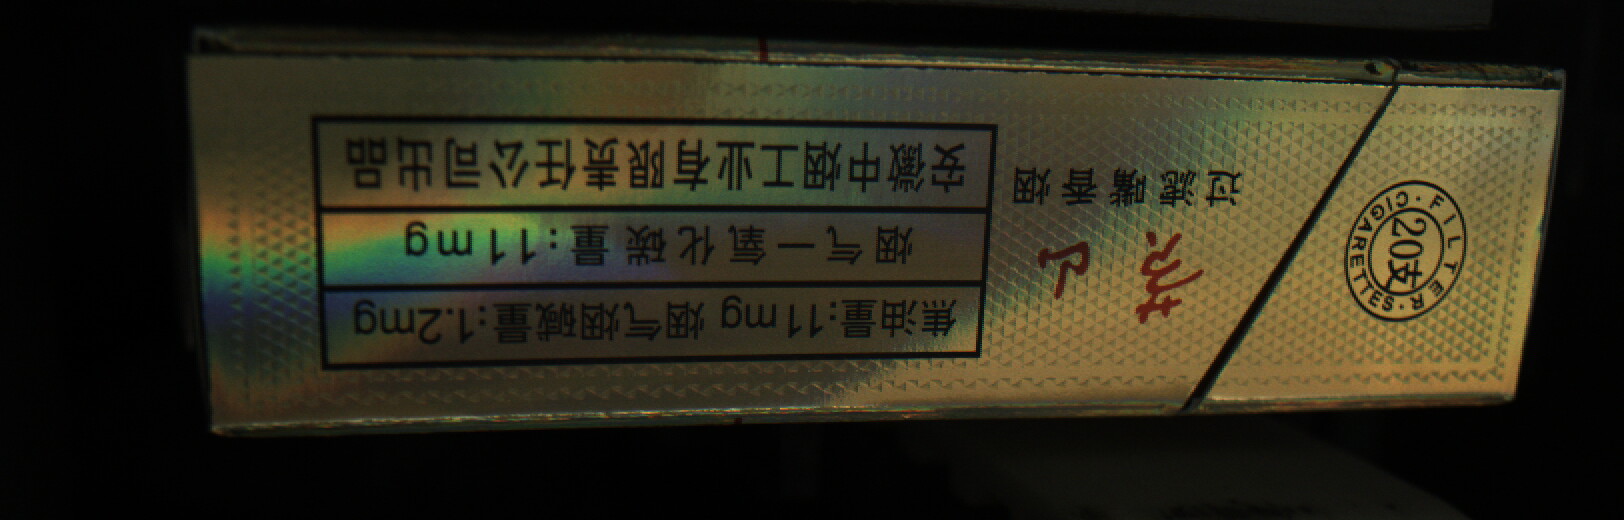 FILTER·CIGARETTES·
20支
黄山
过滤嘴香烟
焦油量:11mg 烟气烟碱量:1.2mg
烟气一氧化碳量:11mg
安徽中烟工业有限责任公司出品